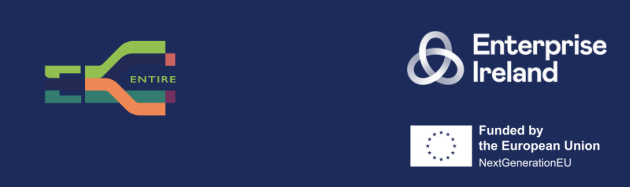 ENTIRE
Enterprise
Ireland
Funded by
the European Union
NextGenerationEU